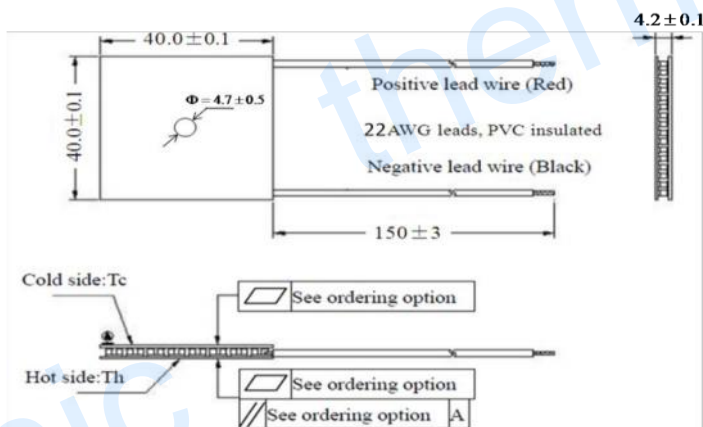 4.2±0.1
40.0±0.1
Positive lead wire (Red)
Φ=4.7±0.5
40.0±0.1
22AWG leads, PVC insulated
Negative lead wire (Black)
150±3
Cold side:Tc
See ordering option
Hot side:Th
See ordering option
See ordering option A